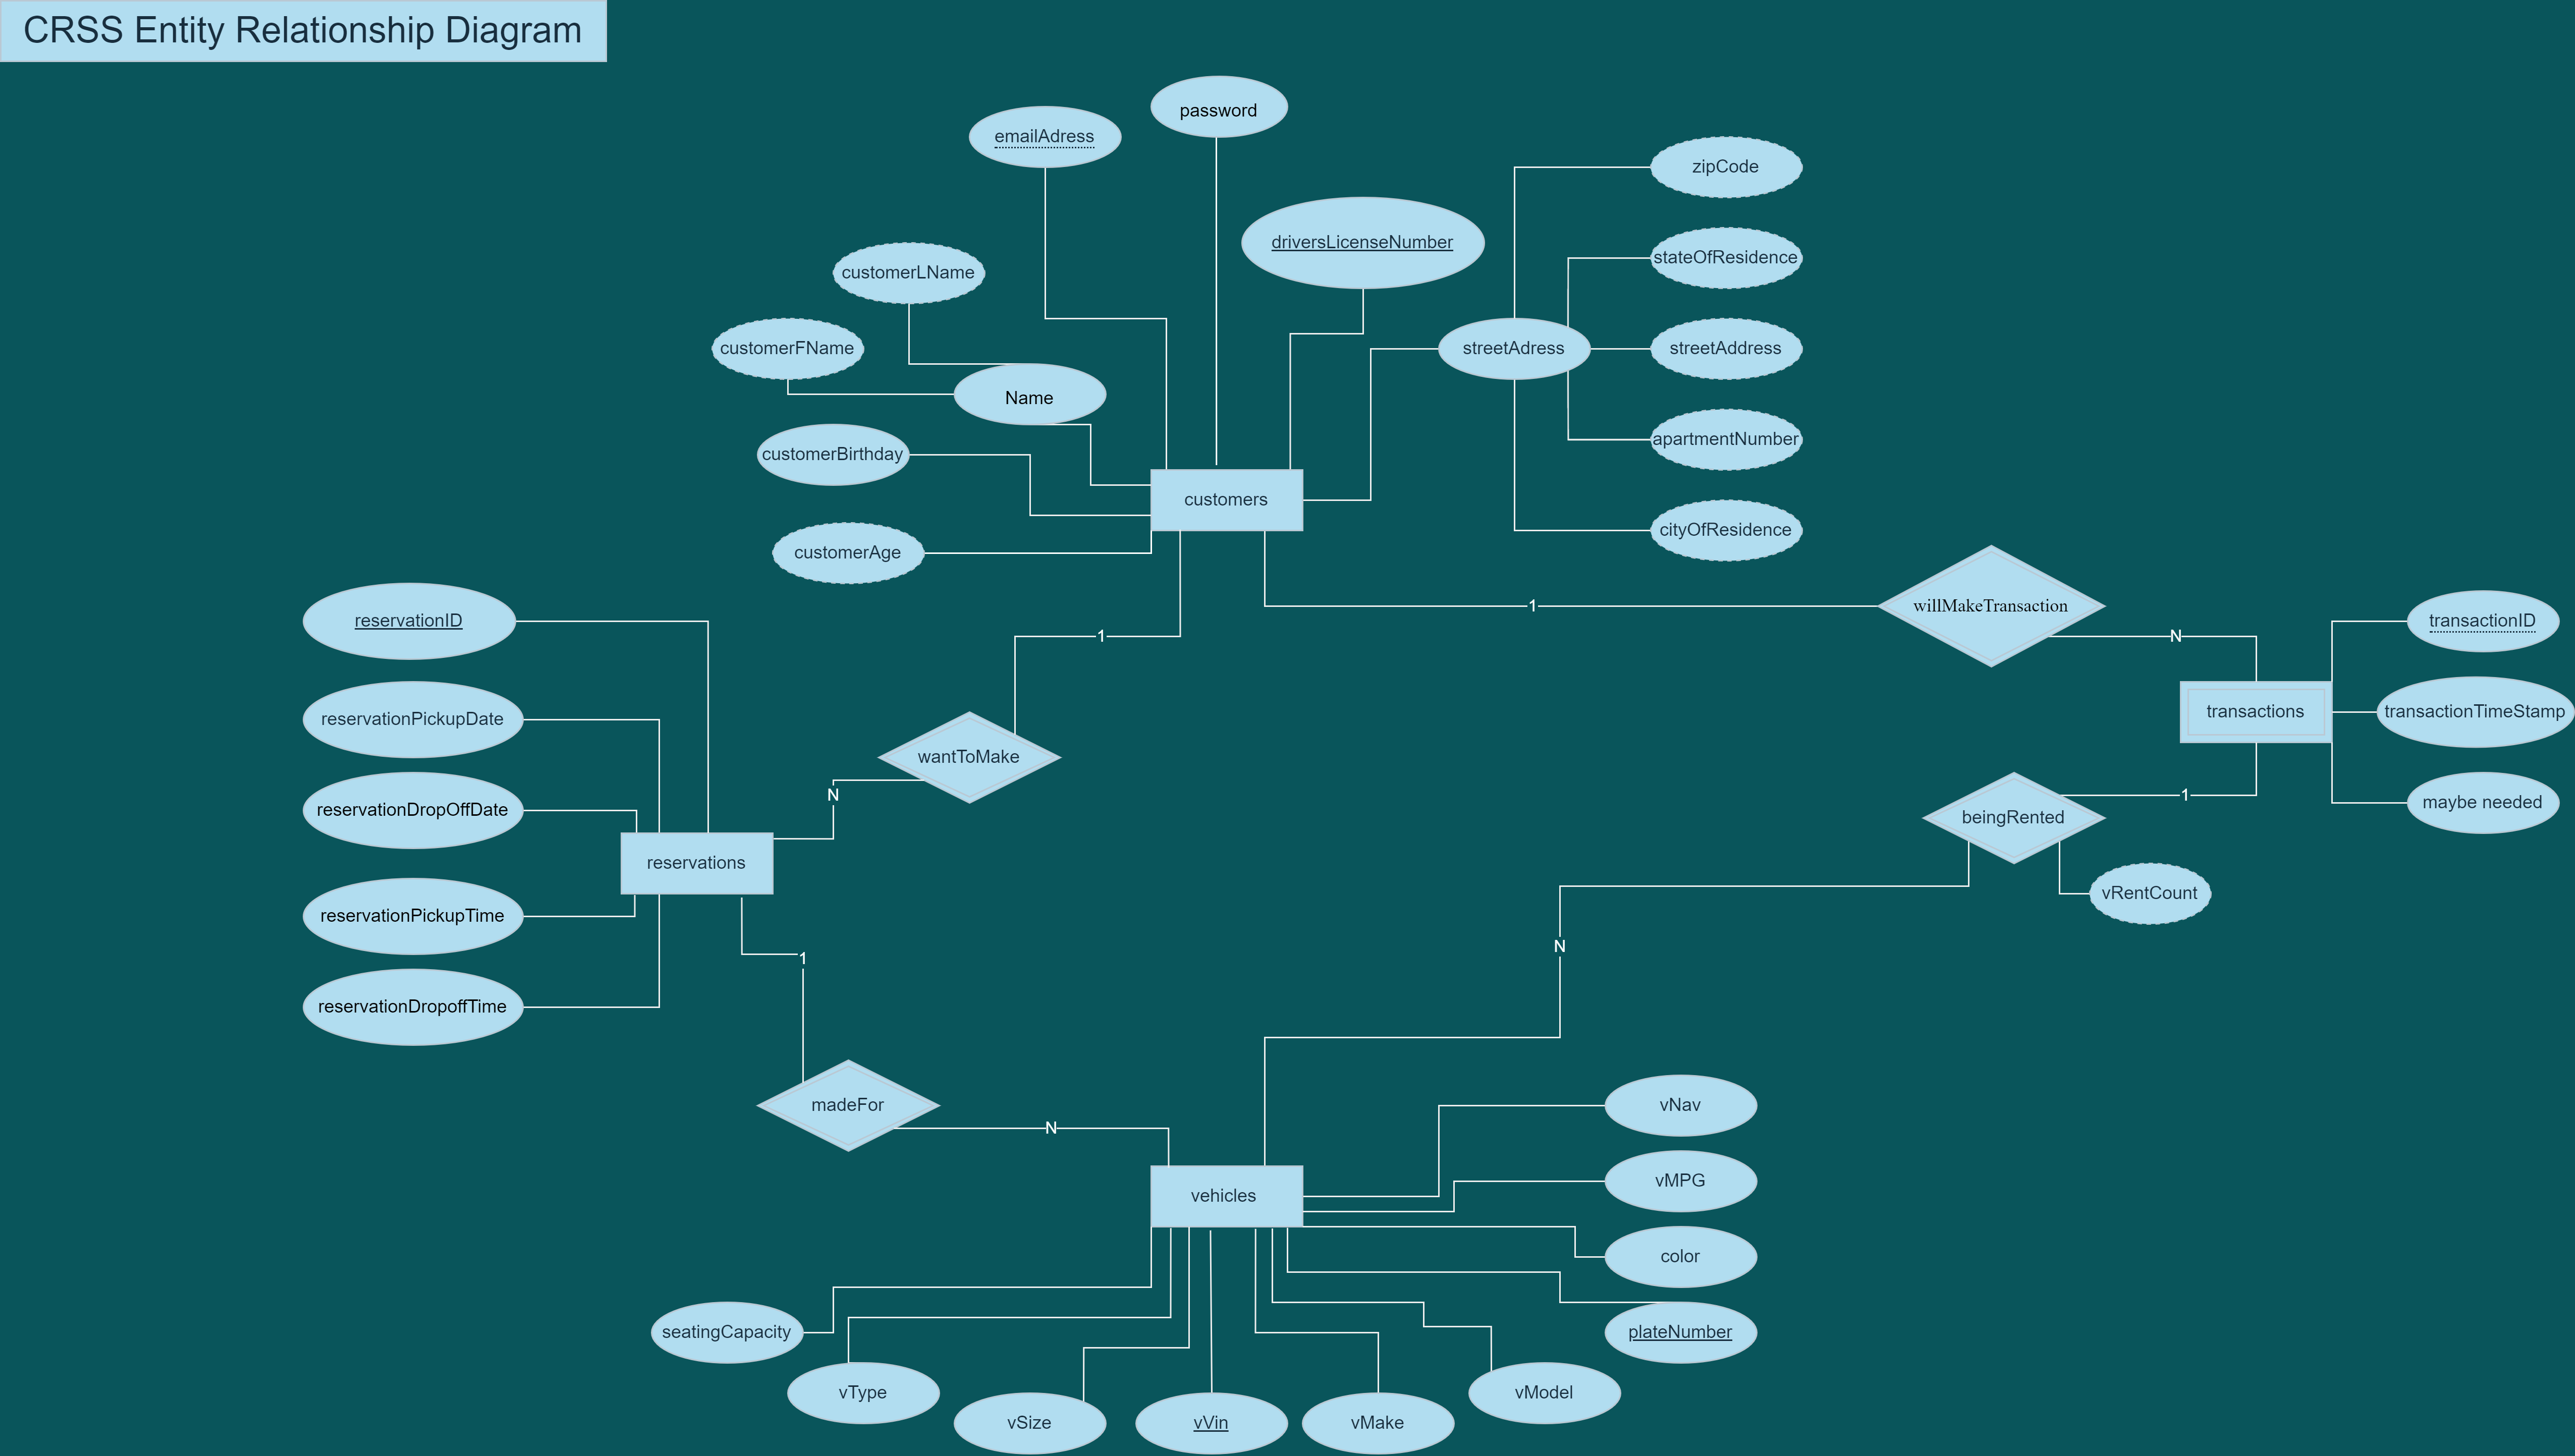 CRSS Entity Relationship Diagram
password
emailAdress
zipCode
driversLicenseNumber
stateOfResidence
customerLName
customerFName
streetAdress
streetAddress
Name
apartmentNumber
customerBirthday
customers
cityOfResidence
customerAge
willMakeTransaction
1
reservationID
1
N
transactionID
reservationPickupDate
transactions
transactionTimeStamp
wantToMake
N
1
reservationDropOffDate
beingRented
maybe needed
reservations
vRentCount
reservationPickupTime
N
1
reservationDropoffTime
madeFor
vNav
N
vMPG
vehicles
color
seatingCapacity
plateNumber
vType
vModel
vSize
vVin
vMake